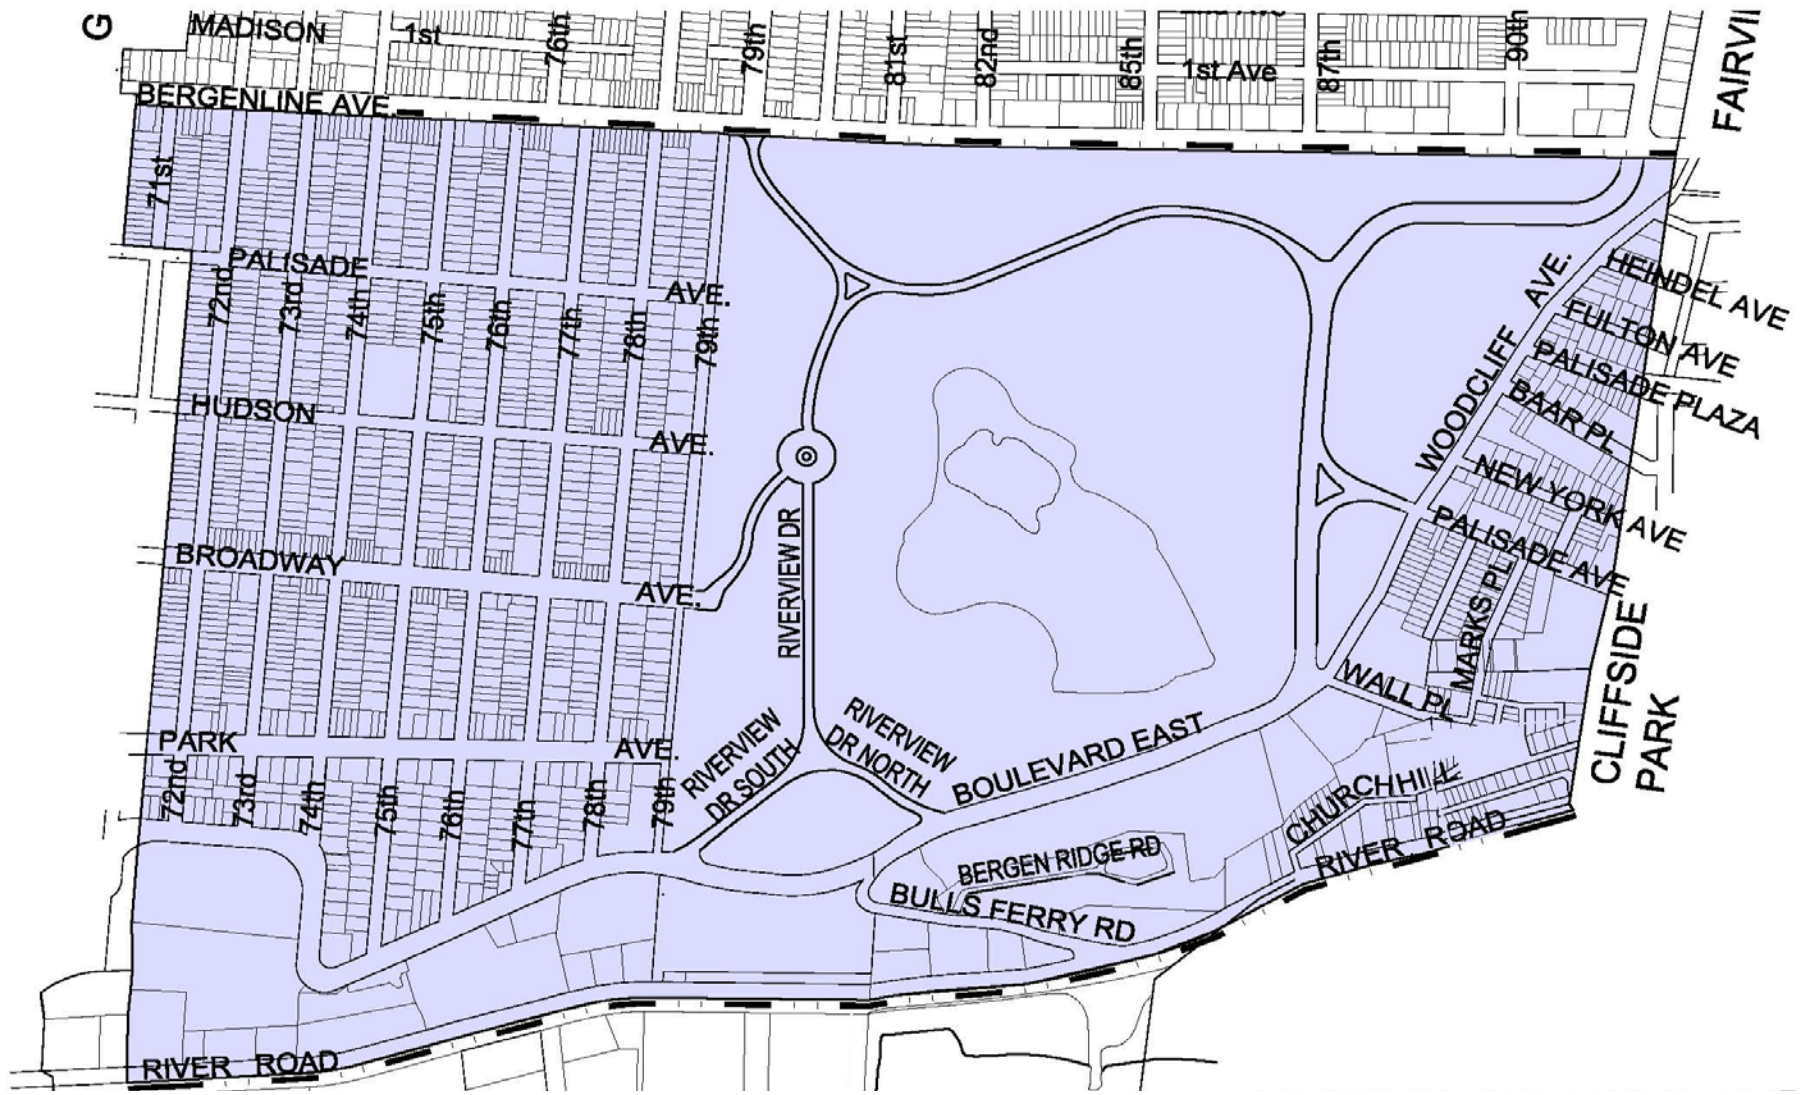 G
MADISON
1st
76th
79th
81st
82nd
85th
1st Ave
87th
90th
BERGENLINE AVE.
71st
PALISADE
AVE.
72nd
73rd
74th
75th
76th
77th
78th
79th
HUDSON
AVE.
BROADWAY
AVE.
RIVERVIEW DR
WOODCLIFF AVE.
HEINDEL AVE
FULTON AVE
PALISADE PLAZA
BAAR PL
NEW YORK AVE
PALISADE AVE
MARKS PL
WALL PL
CLIFFSIDE
PARK
PARK
AVE.
72nd
73rd
74th
75th
76th
77th
78th
79th
RIVERVIEW
DR SOUTH
RIVERVIEW
DR NORTH
BOULEVARD EAST
CHURCH HILL
BERGEN RIDGE RD
BULLS FERRY RD
RIVER ROAD
RIVER ROAD